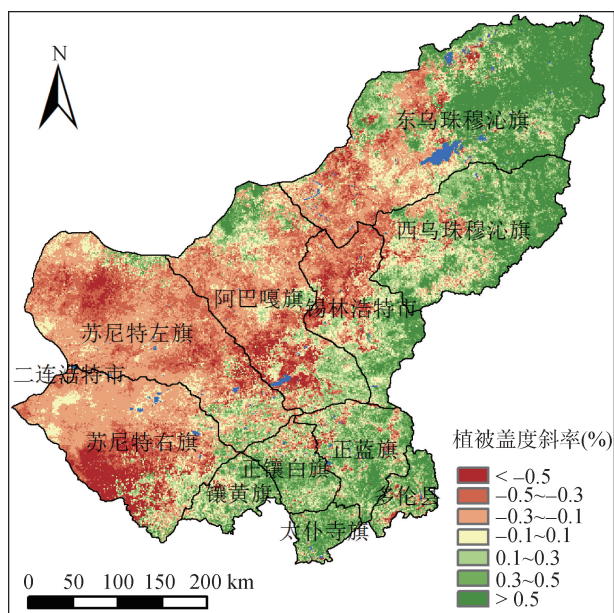 N
东乌珠穆沁旗
西乌珠穆沁旗
阿巴嘎旗
锡林浩特市
苏尼特左旗
二连浩特市
苏尼特右旗
正蓝旗
正镶白旗
镶黄旗
多伦县
太仆寺旗
植被盖度斜率(%)
< –0.5
–0.5~–0.3
–0.3~–0.1
–0.1~0.1
0.1~0.3
0.3~0.5
> 0.5
0 50 100 150 200 km